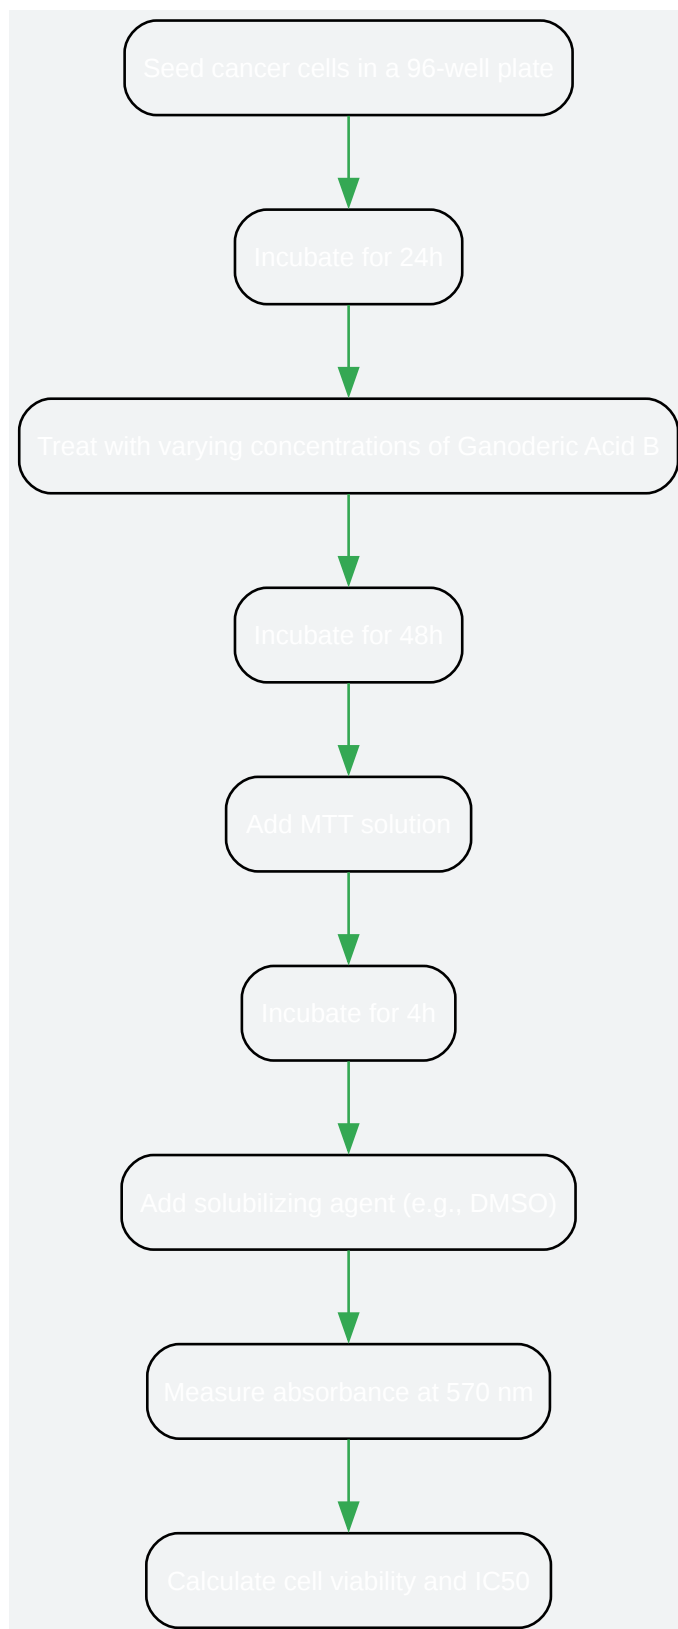 Seed cancer cells in a 96-well plate
Incubate for 24h
Treat with varying concentrations of Ganoderic Acid B
Incubate for 48h
Add MTT solution
Incubate for 4h
Add solubilizing agent (e.g., DMSO)
Measure absorbance at 570 nm
Calculate cell viability and IC50